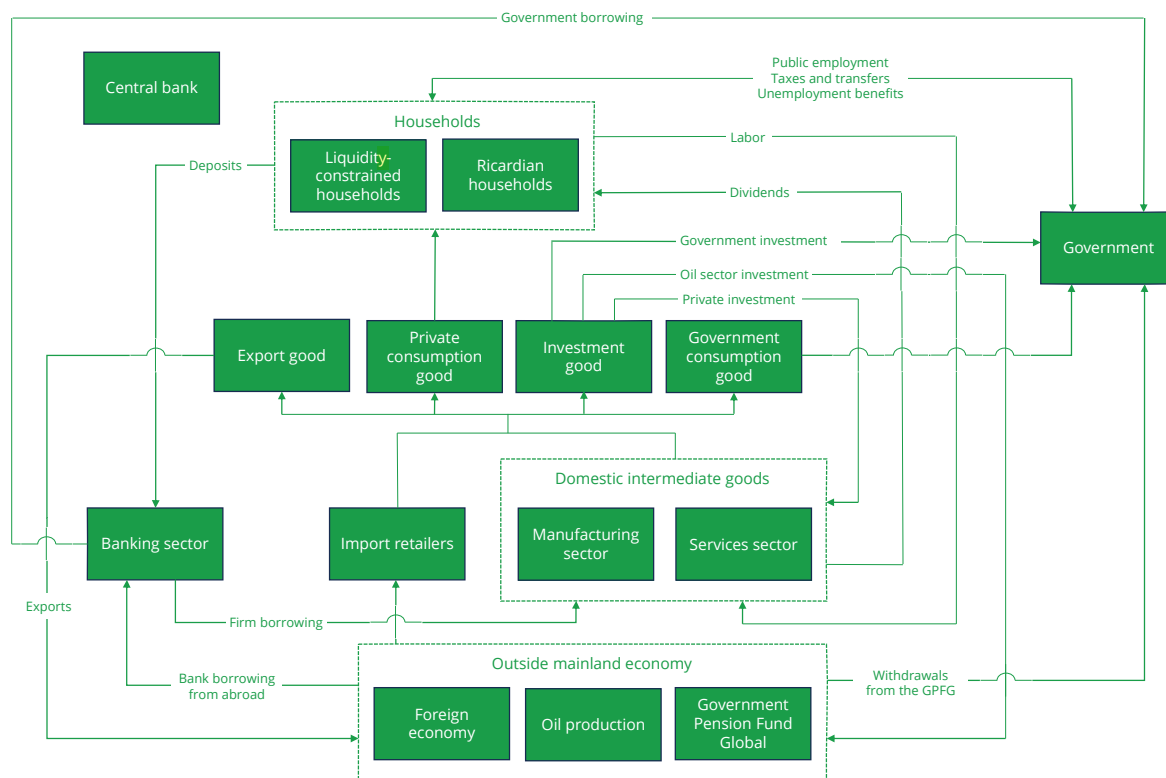 Government borrowing
Central bank
Public employment
Taxes and transfers
Unemployment benefits
Households
Labor
Liquidity-
constrained
households
Ricardian
households
Deposits
Dividends
Government investment
Government
Oil sector investment
Private investment
Export good
Private
consumption
good
Investment
good
Government
consumption
good
Domestic intermediate goods
Banking sector
Import retailers
Manufacturing
sector
Services sector
Exports
Firm borrowing
Outside mainland economy
Bank borrowing
from abroad
Withdrawals
from the GPFG
Foreign
economy
Oil production
Government
Pension Fund
Global